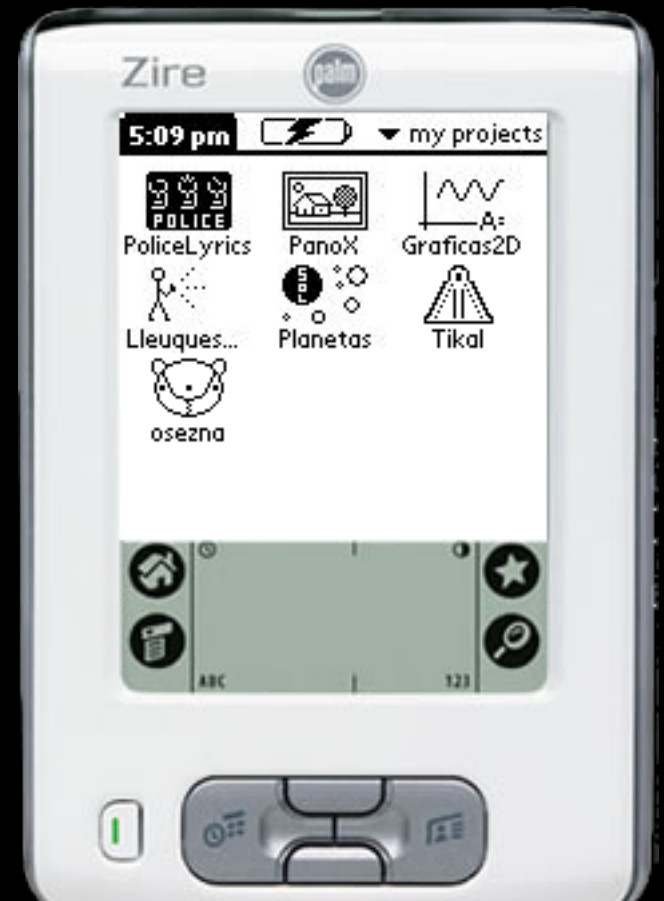 Zire palm
5:09 pm my projects
POLICE
PoliceLyrics PanoX Graficas2D
A:
SOL
Lleuques... Planetas Tikal
osezna
ABC 123